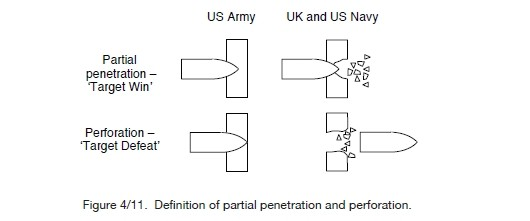 US Army
UK and US Navy
Partial
penetration –
‘Target Win’
Perforation –
‘Target Defeat’
Figure 4/11. Definition of partial penetration and perforation.